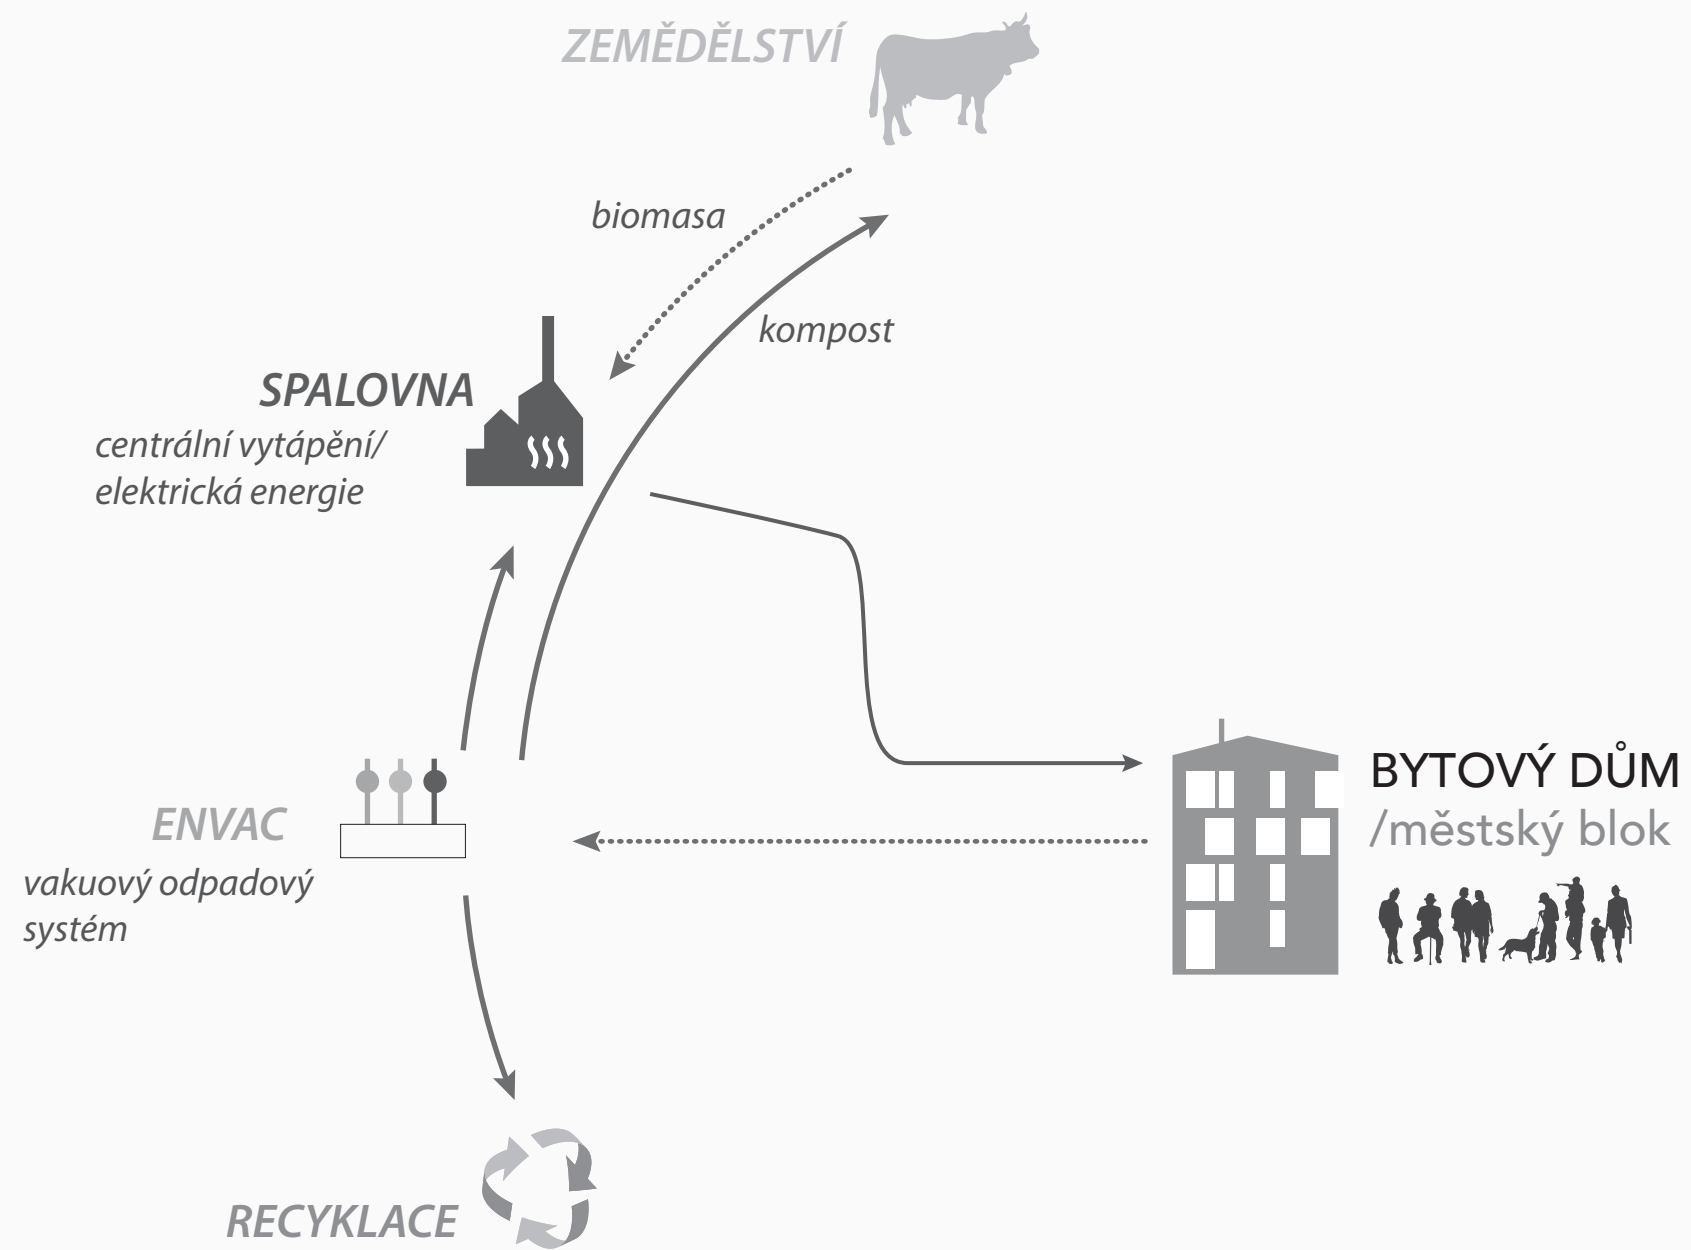 ZEMĚDĚLSTVÍ
biomasa
kompost
SPALOVNA
centrální vytápění/
elektrická energie
BYTOVÝ DŮM
/městský blok
ENVAC
vakuový odpadový
systém
RECYKLACE